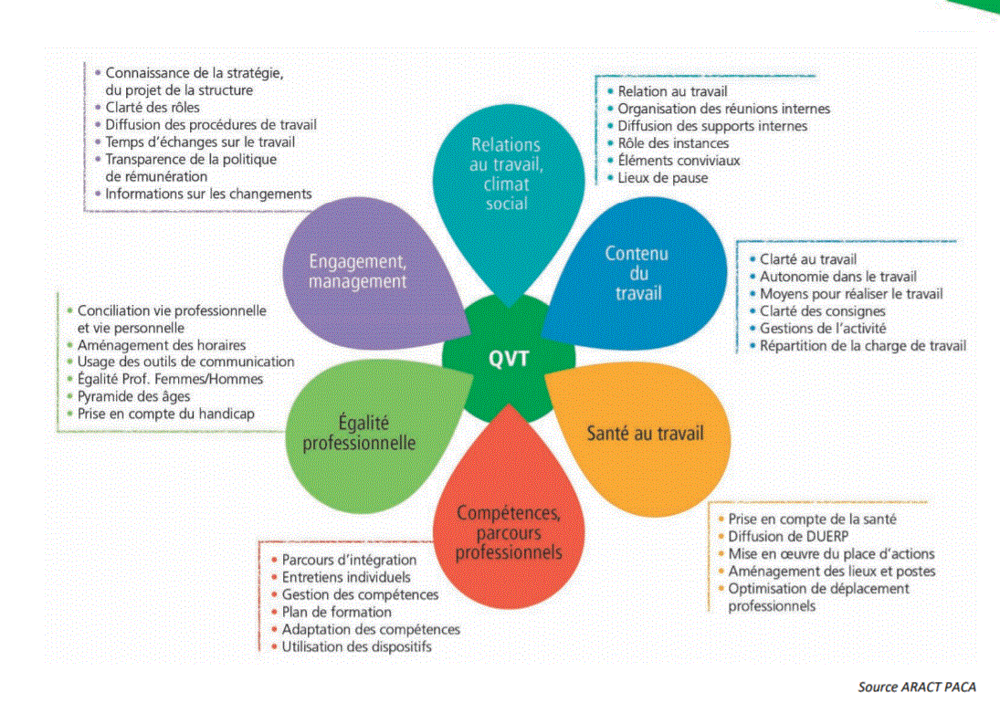 • Connaissance de la stratégie,
du projet de la structure
• Clarté des rôles
• Diffusion des procédures de travail
• Temps d'échanges sur le travail
• Transparence de la politique
de rémunération
• Informations sur les changements
Relations
au travail,
climat
social
• Relation au travail
• Organisation des réunions internes
• Diffusion des supports internes
• Rôle des instances
• Éléments conviviaux
• Lieux de pause
Engagement,
management
Contenu
du
travail
• Clarté au travail
• Autonomie dans le travail
• Moyens pour réaliser le travail
• Clarté des consignes
• Gestions de l'activité
• Répartition de la charge de travail
• Conciliation vie professionnelle
et vie personnelle
• Aménagement des horaires
• Usage des outils de communication
• Égalité Prof. Femmes/Hommes
• Pyramide des âges
• Prise en compte du handicap
QVT
Égalité
professionnelle
Santé au travail
• Prise en compte de la santé
• Diffusion de DUERP
• Mise en œuvre du place d'actions
• Aménagement des lieux et postes
• Optimisation de déplacement
professionnels
Compétences,
parcours
professionnels
• Parcours d'intégration
• Entretiens individuels
• Gestion des compétences
• Plan de formation
• Adaptation des compétences
• Utilisation des dispositifs
Source ARACT PACA